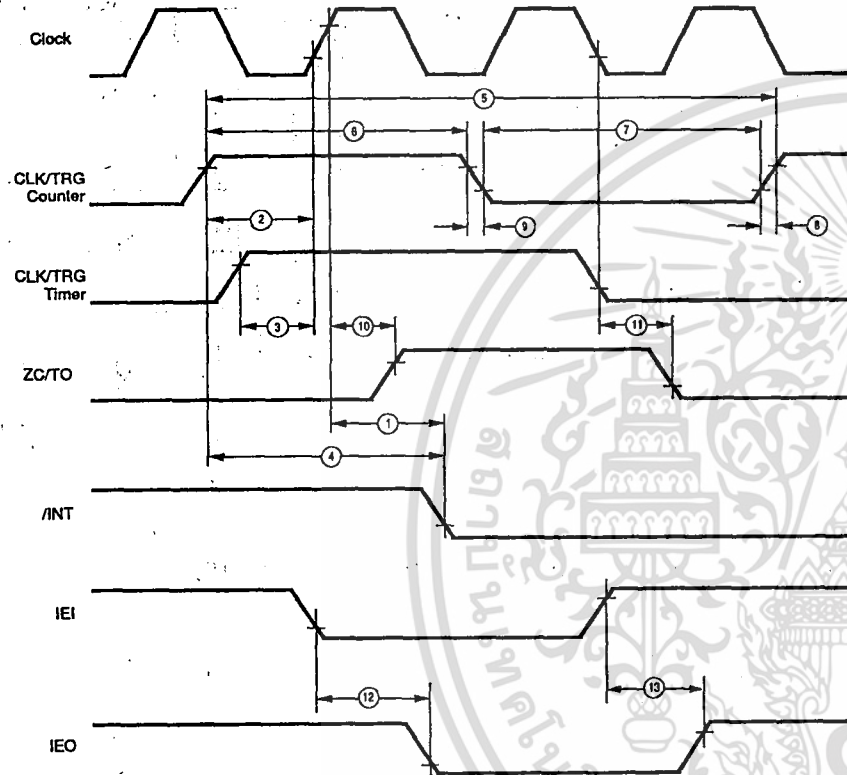 Clock
5
6
7
CLK/TRG
Counter
2
9
8
CLK/TRG
Timer
3
10
11
ZC/TO
1
4
/INT
IEI
12
13
IEO